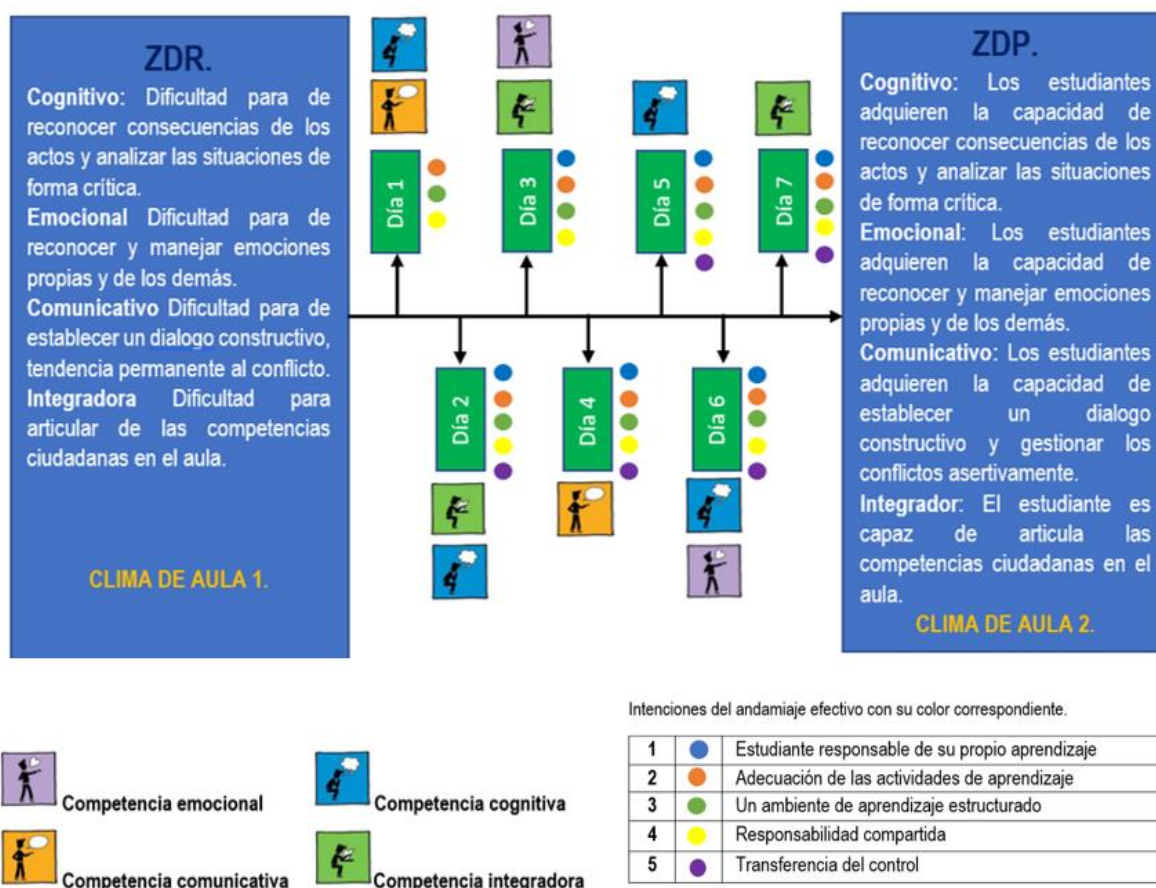 ZDR.
Cognitivo: Dificultad para de
reconocer consecuencias de los
actos y analizar las situaciones de
forma crítica.
Emocional Dificultad para de
reconocer y manejar emociones
propias y de los demás.
Comunicativo Dificultad para de
establecer un dialogo constructivo,
tendencia permanente al conflicto.
Integradora Dificultad para
articular de las competencias
ciudadanas en el aula.
CLIMA DE AULA 1.
Día 1
Día 3
Día 5
Día 7
Día 2
Día 4
Día 6
ZDP.
Cognitivo: Los estudiantes
adquieren la capacidad de
reconocer consecuencias de los
actos y analizar las situaciones
de forma crítica.
Emocional: Los estudiantes
adquieren la capacidad de
reconocer y manejar emociones
propias y de los demás.
Comunicativo: Los estudiantes
adquieren la capacidad de
establecer un dialogo
constructivo y gestionar los
conflictos asertivamente.
Integrador: El estudiante es
capaz de articula las
competencias ciudadanas en el
aula.
CLIMA DE AULA 2.
Competencia emocional
Competencia cognitiva
Competencia comunicativa
Competencia integradora
Intenciones del andamiaje efectivo con su color correspondiente.
1 Estudiante responsable de su propio aprendizaje
2 Adecuación de las actividades de aprendizaje
3 Un ambiente de aprendizaje estructurado
4 Responsabilidad compartida
5 Transferencia del control